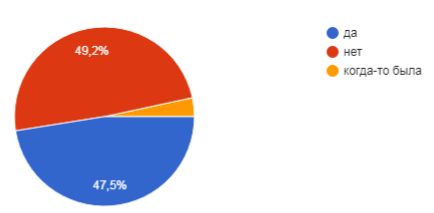 49,2%
47,5%
да
нет
когда-то была